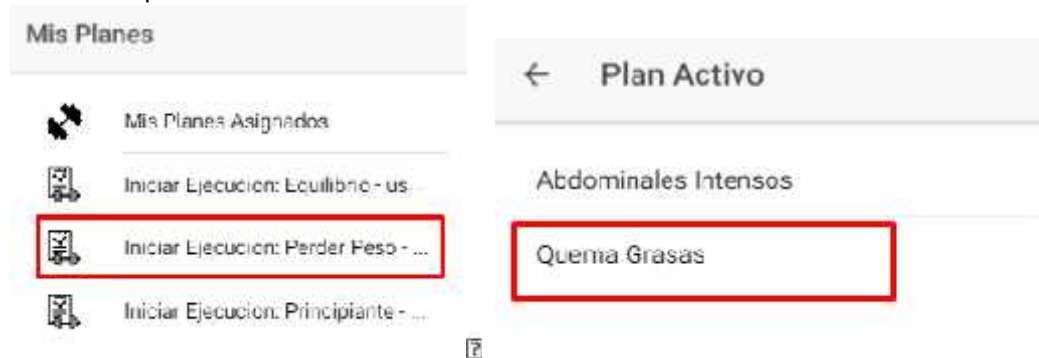 Mis Planes
Mis Planes Asignados
Iniciar Ejecucion: Equilibrio - us
Iniciar Ejecucion: Perder Peso - ...
Iniciar Ejecucion: Principiante - ...
← Plan Activo
Abdominales Intensos
Quema Grasas
?